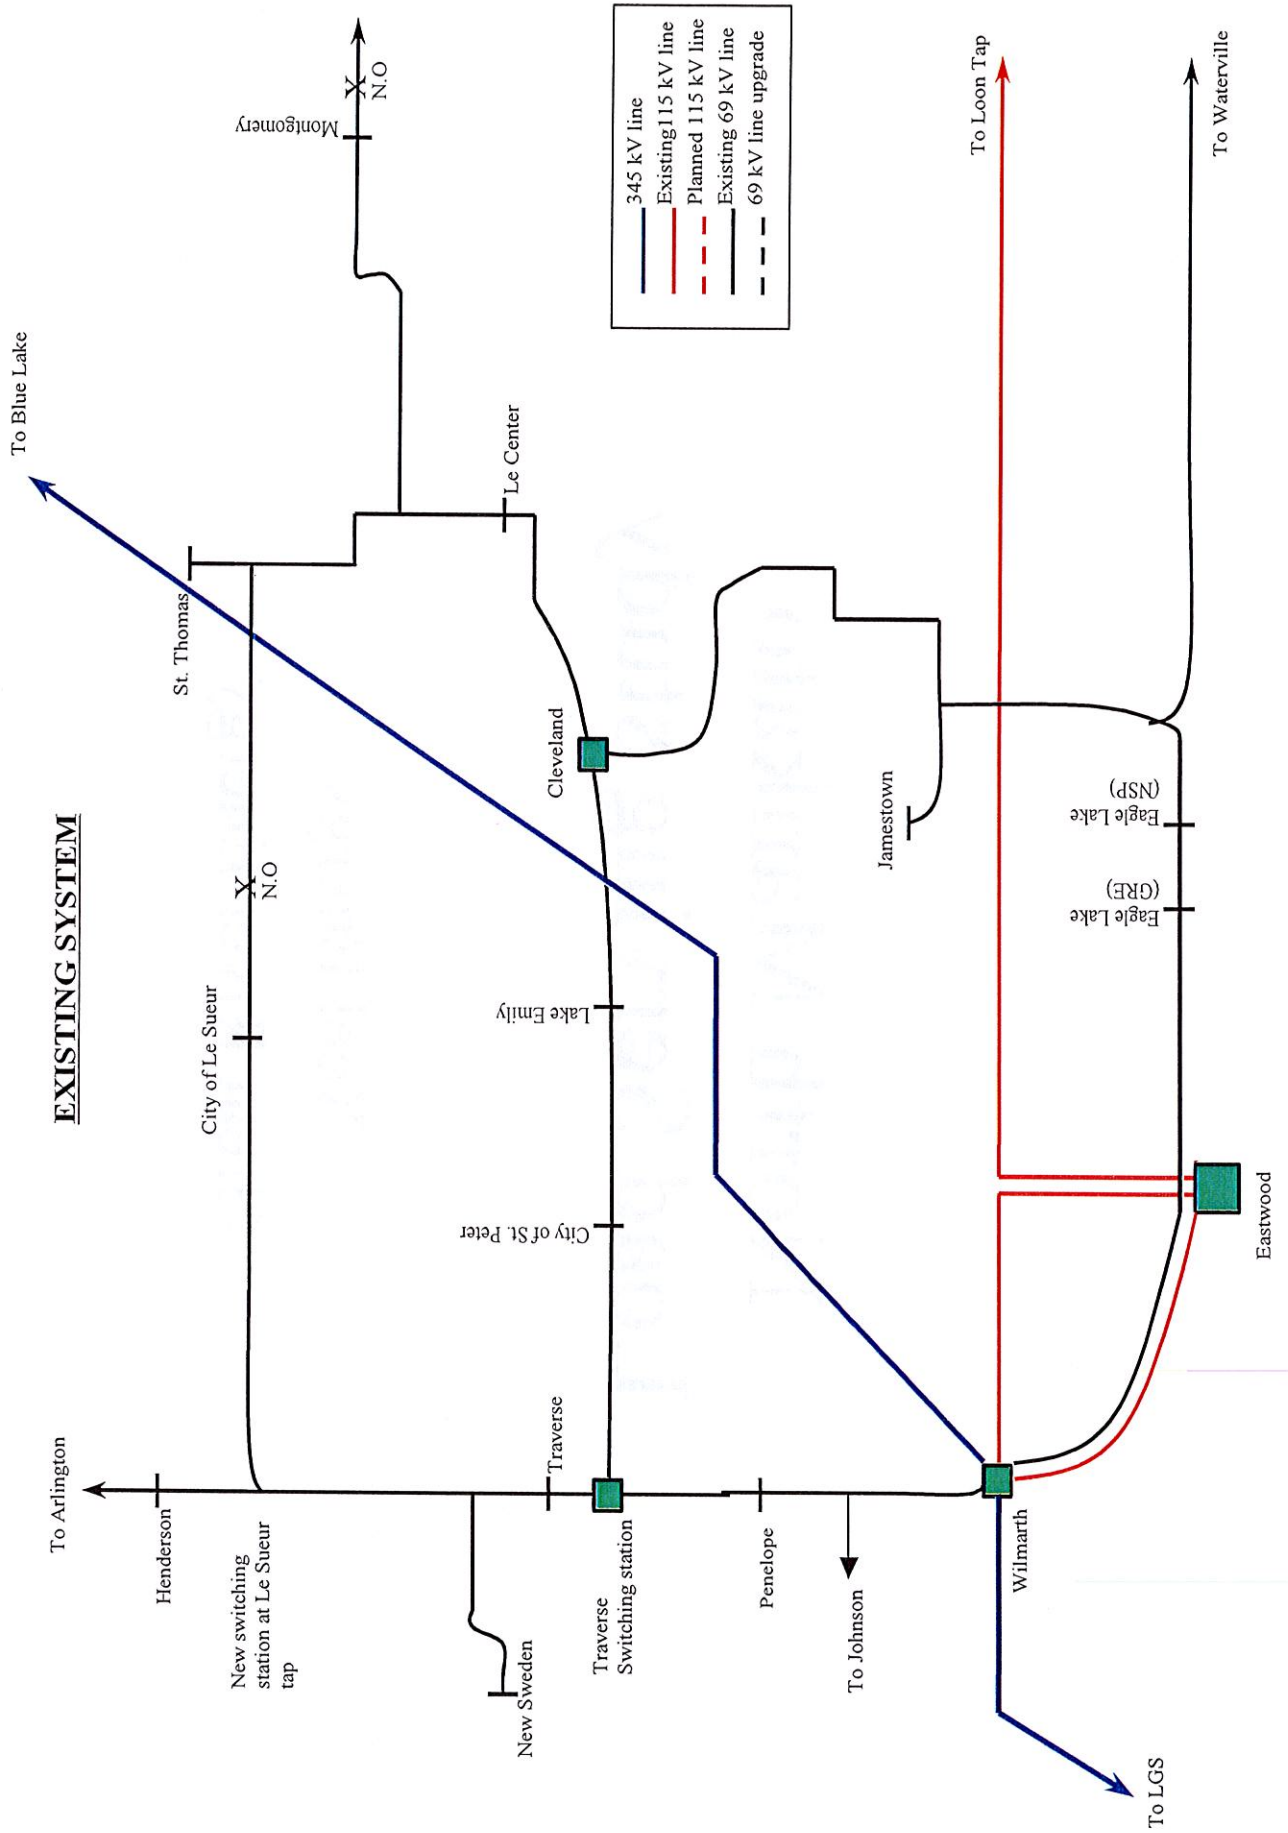 EXISTING SYSTEM
To Arlington
Henderson
New switching
station at Le Sueur
tap
New Sweden
Traverse
Traverse
Switching station
Penelope
To Johnson
Wilmarth
To LGS
City of Le Sueur
X
N.O
St. Thomas
To Blue Lake
Montgomery
X
N.O
Le Center
Cleveland
Lake Emily
City of St. Peter
Jamestown
Eagle Lake
(NSP)
Eagle Lake
(GRE)
Eastwood
To Loon Tap
To Waterville
345 kV line
Existing115 kV line
Planned 115 kV line
Existing 69 kV line
69 kV line upgrade